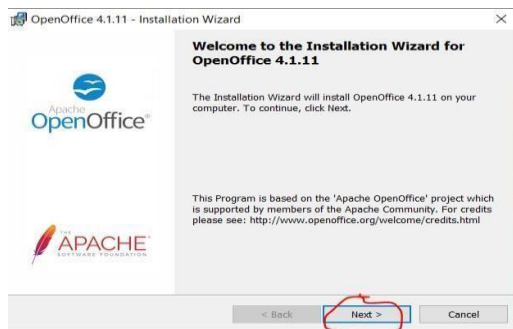 OpenOffice 4.1.11 - Installation Wizard
Welcome to the Installation Wizard for
OpenOffice 4.1.11
The Installation Wizard will install OpenOffice 4.1.11 on your
computer. To continue, click Next.
Apache
OpenOffice®
This Program is based on the 'Apache OpenOffice' project which
is supported by members of the Apache Community. For credits
please see: http://www.openoffice.org/welcome/credits.html
THE
APACHE
SOFTWARE FOUNDATION
< Back
Next >
Cancel